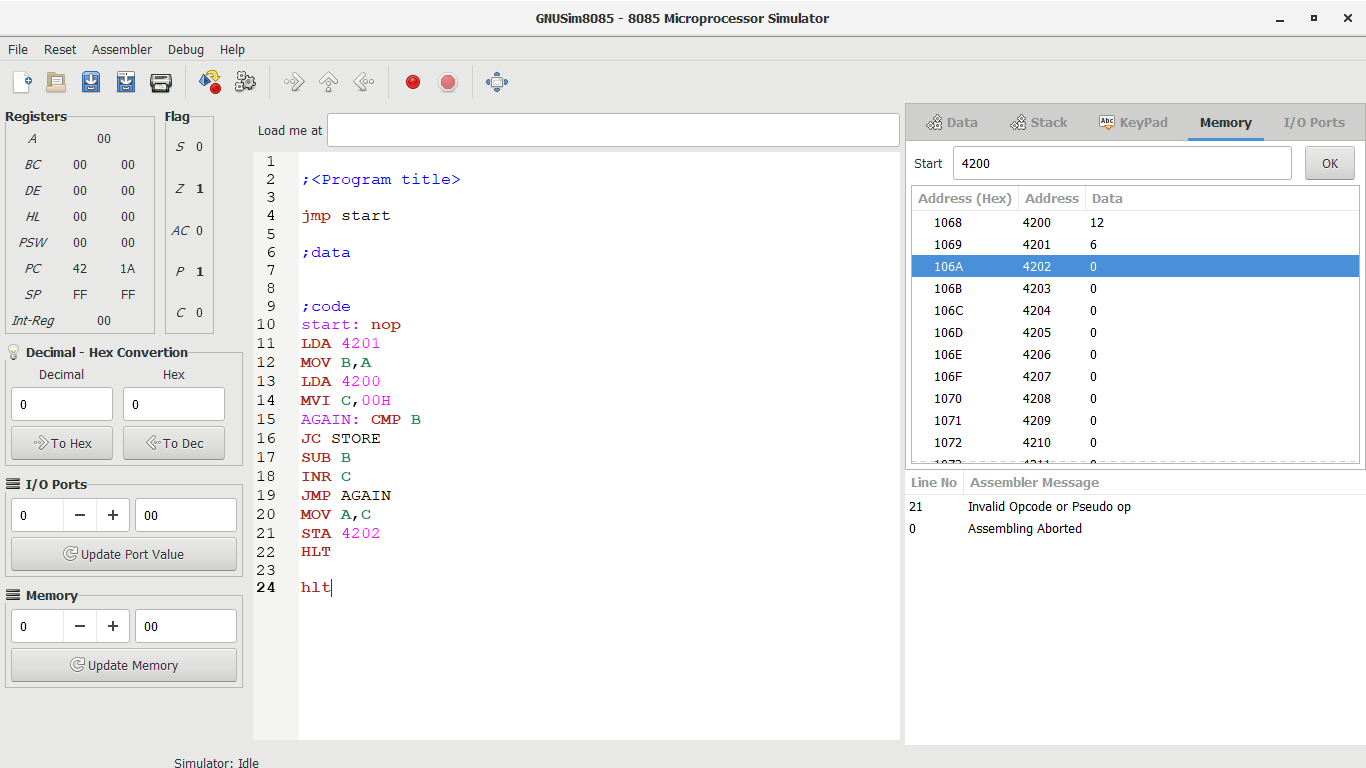 GNUSim8085 - 8085 Microprocessor Simulator
File Reset Assembler Debug Help
Registers
A 00
BC 00 00
DE 00 00
HL 00 00
PSW 00 00
PC 42 1A
SP FF FF
Int-Reg 00
Flag
S 0
Z 1
AC 0
P 1
C 0
Decimal - Hex Convertion
Decimal Hex
0 0
To Hex To Dec
I/O Ports
0 00
Update Port Value
Memory
0 00
Update Memory
Load me at
1
2 ;<Program title>
3
4 jmp start
5
6 ;data
7
8
9 ;code
10 start: nop
11 LDA 4201
12 MOV B,A
13 LDA 4200
14 MVI C,00H
15 AGAIN: CMP B
16 JC STORE
17 SUB B
18 INR C
19 JMP AGAIN
20 MOV A,C
21 STA 4202
22 HLT
23
24 hlt
Data Stack Abc KeyPad Memory I/O Ports
Start 4200 OK
Address (Hex) Address Data
1068 4200 12
1069 4201 6
106A 4202 0
106B 4203 0
106C 4204 0
106D 4205 0
106E 4206 0
106F 4207 0
1070 4208 0
1071 4209 0
1072 4210 0
1073 4211 0
Line No Assembler Message
21 Invalid Opcode or Pseudo op
0 Assembling Aborted
Simulator: Idle